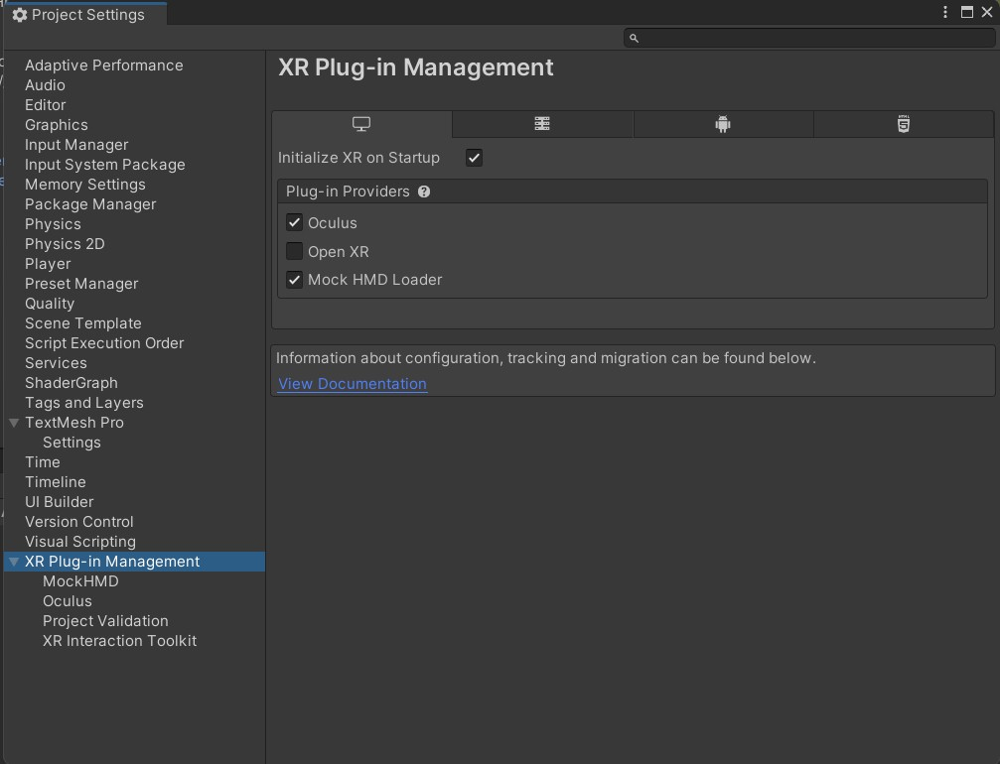 Project Settings
Adaptive Performance
Audio
Editor
Graphics
Input Manager
Input System Package
Memory Settings
Package Manager
Physics
Physics 2D
Player
Preset Manager
Quality
Scene Template
Script Execution Order
Services
ShaderGraph
Tags and Layers
TextMesh Pro
Settings
Time
Timeline
UI Builder
Version Control
Visual Scripting
XR Plug-in Management
MockHMD
Oculus
Project Validation
XR Interaction Toolkit
XR Plug-in Management
HTML 5
Initialize XR on Startup
Plug-in Providers ?
Oculus
Open XR
Mock HMD Loader
Information about configuration, tracking and migration can be found below.
View Documentation